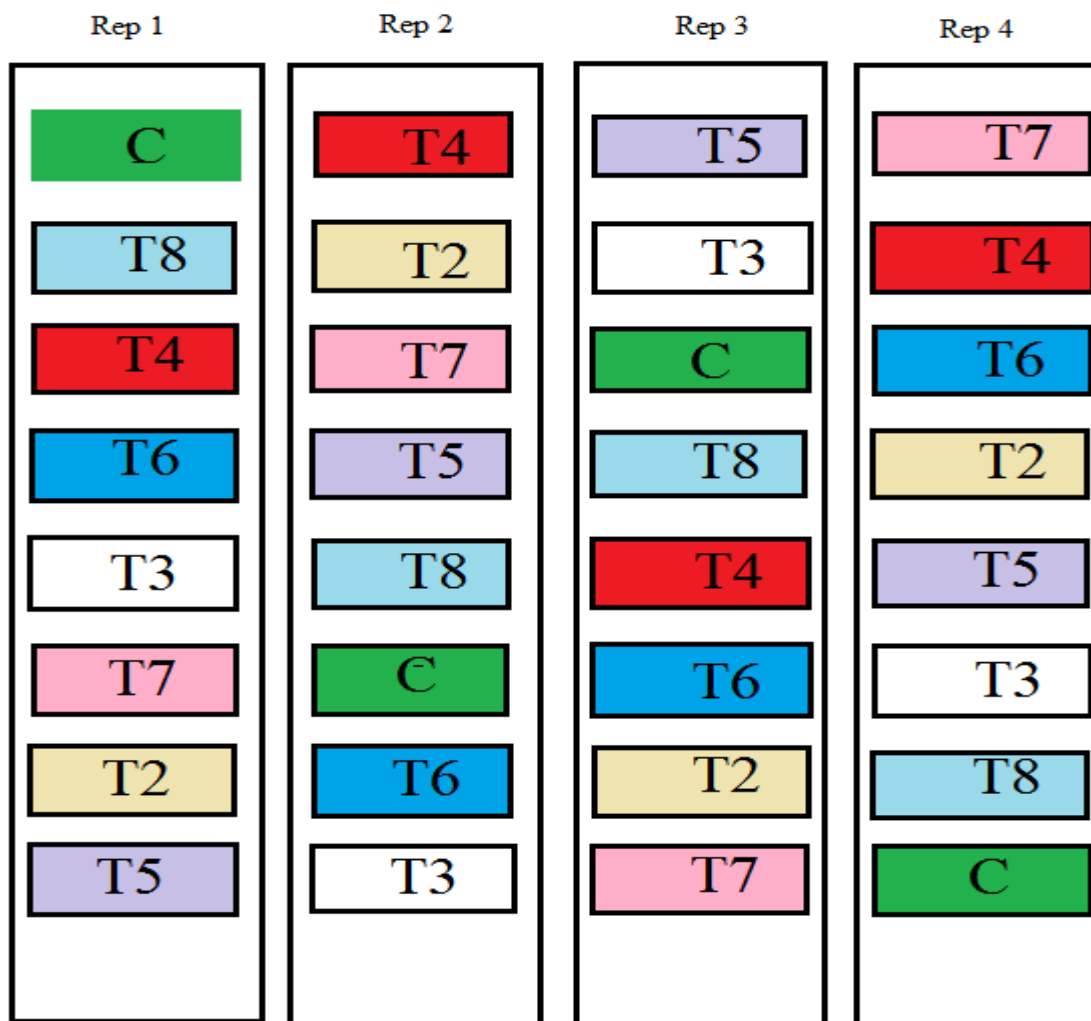 Rep 1 Rep 2 Rep 3 Rep 4
C T4 T5 T7
T8 T2 T3 T4
T4 T7 C T6
T6 T5 T8 T2
T3 T8 T4 T5
T7 C T6 T3
T2 T6 T2 T8
T5 T3 T7 C